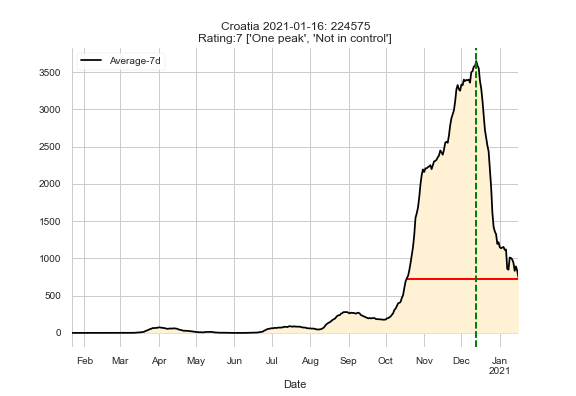 Croatia 2021-01-16: 224575
Rating:7 ['One peak', 'Not in control']
Average-7d
3500
3000
2500
2000
1500
1000
500
0
Feb Mar Apr May Jun Jul Aug Sep Oct Nov Dec Jan
2021
Date